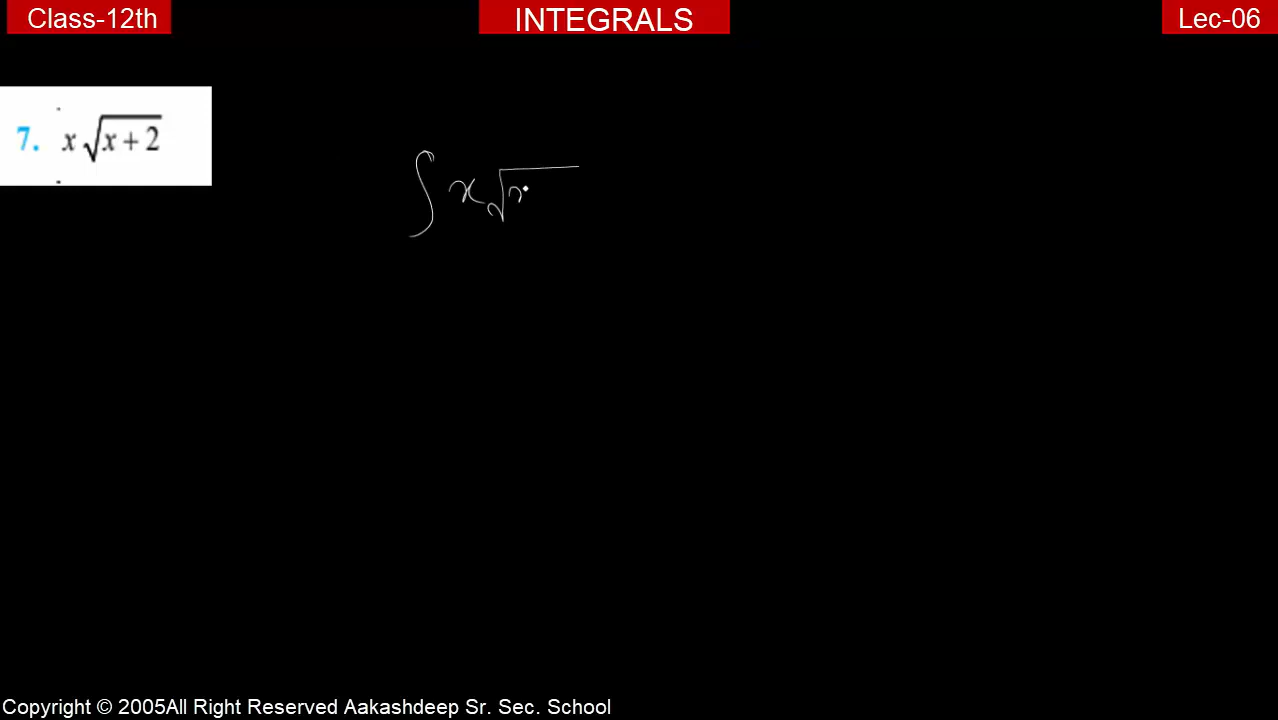 Class-12th
INTEGRALS
Lec-06
7. x√x + 2
∫ x√x
Copyright © 2005All Right Reserved Aakashdeep Sr. Sec. School